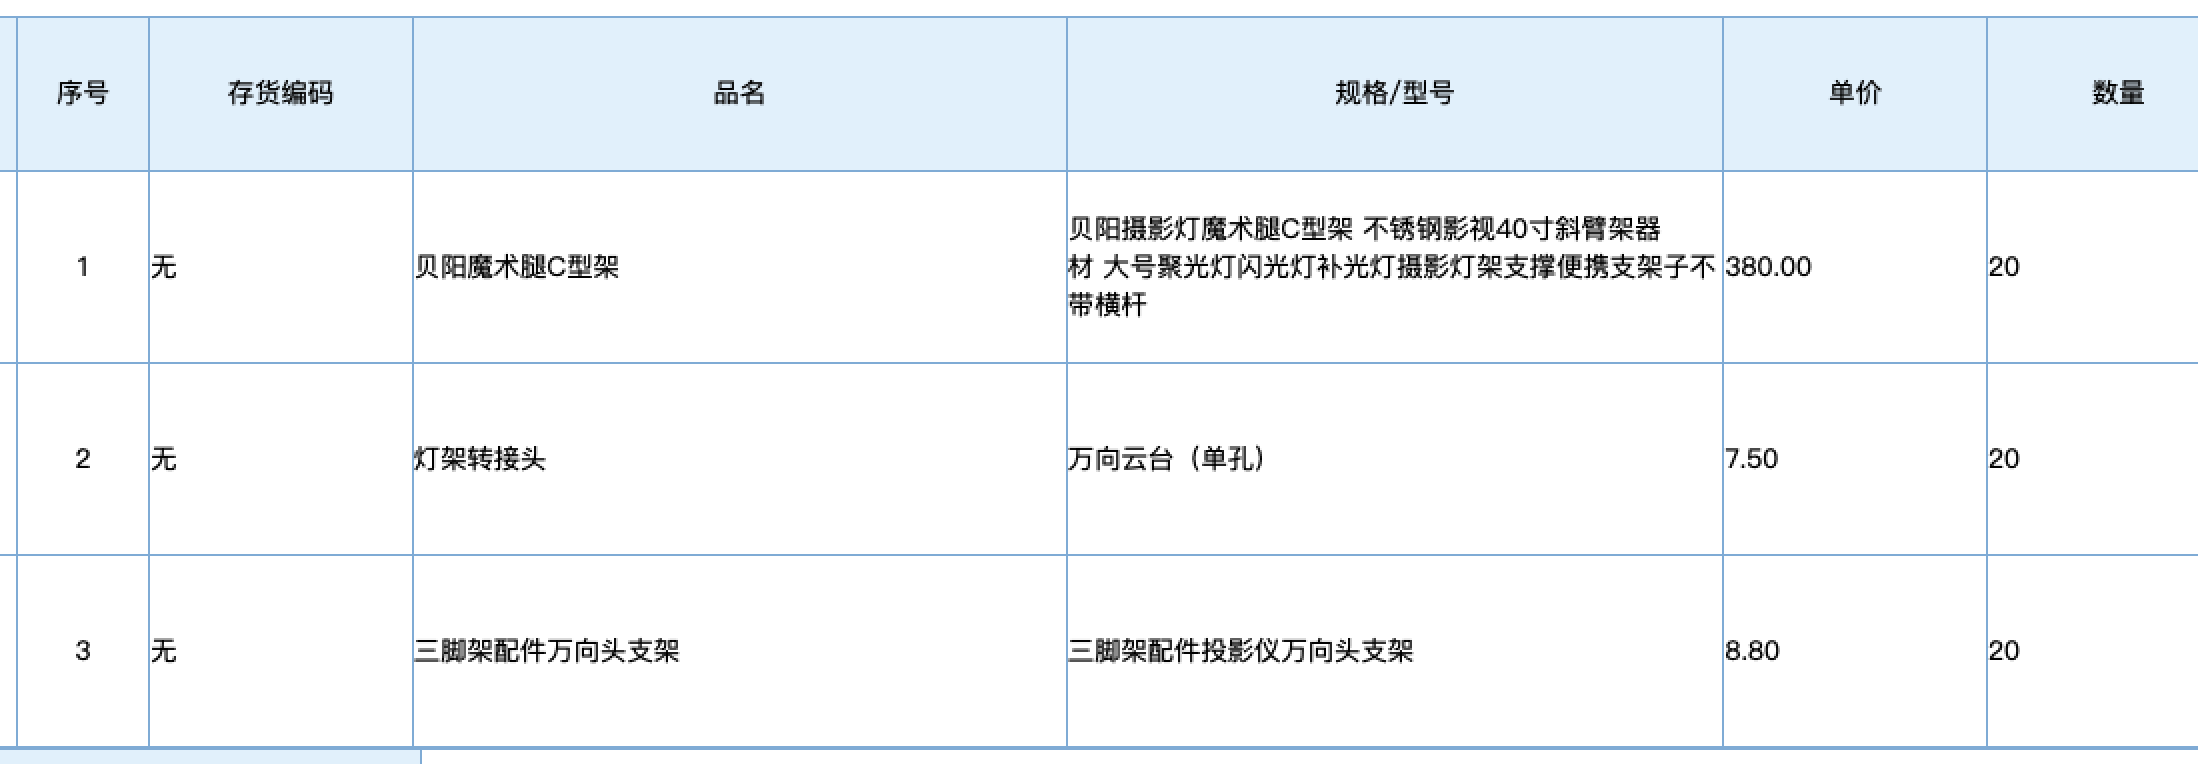 序号 存货编码 品名 规格/型号 单价 数量
1 无 贝阳魔术腿C型架 贝阳摄影灯魔术腿C型架 不锈钢影视40寸斜臂架器
材 大号聚光灯闪光灯补光灯摄影灯架支撑便携支架子不
带横杆 380.00 20
2 无 灯架转接头 万向云台（单孔） 7.50 20
3 无 三脚架配件万向头支架 三脚架配件投影仪万向头支架 8.80 20